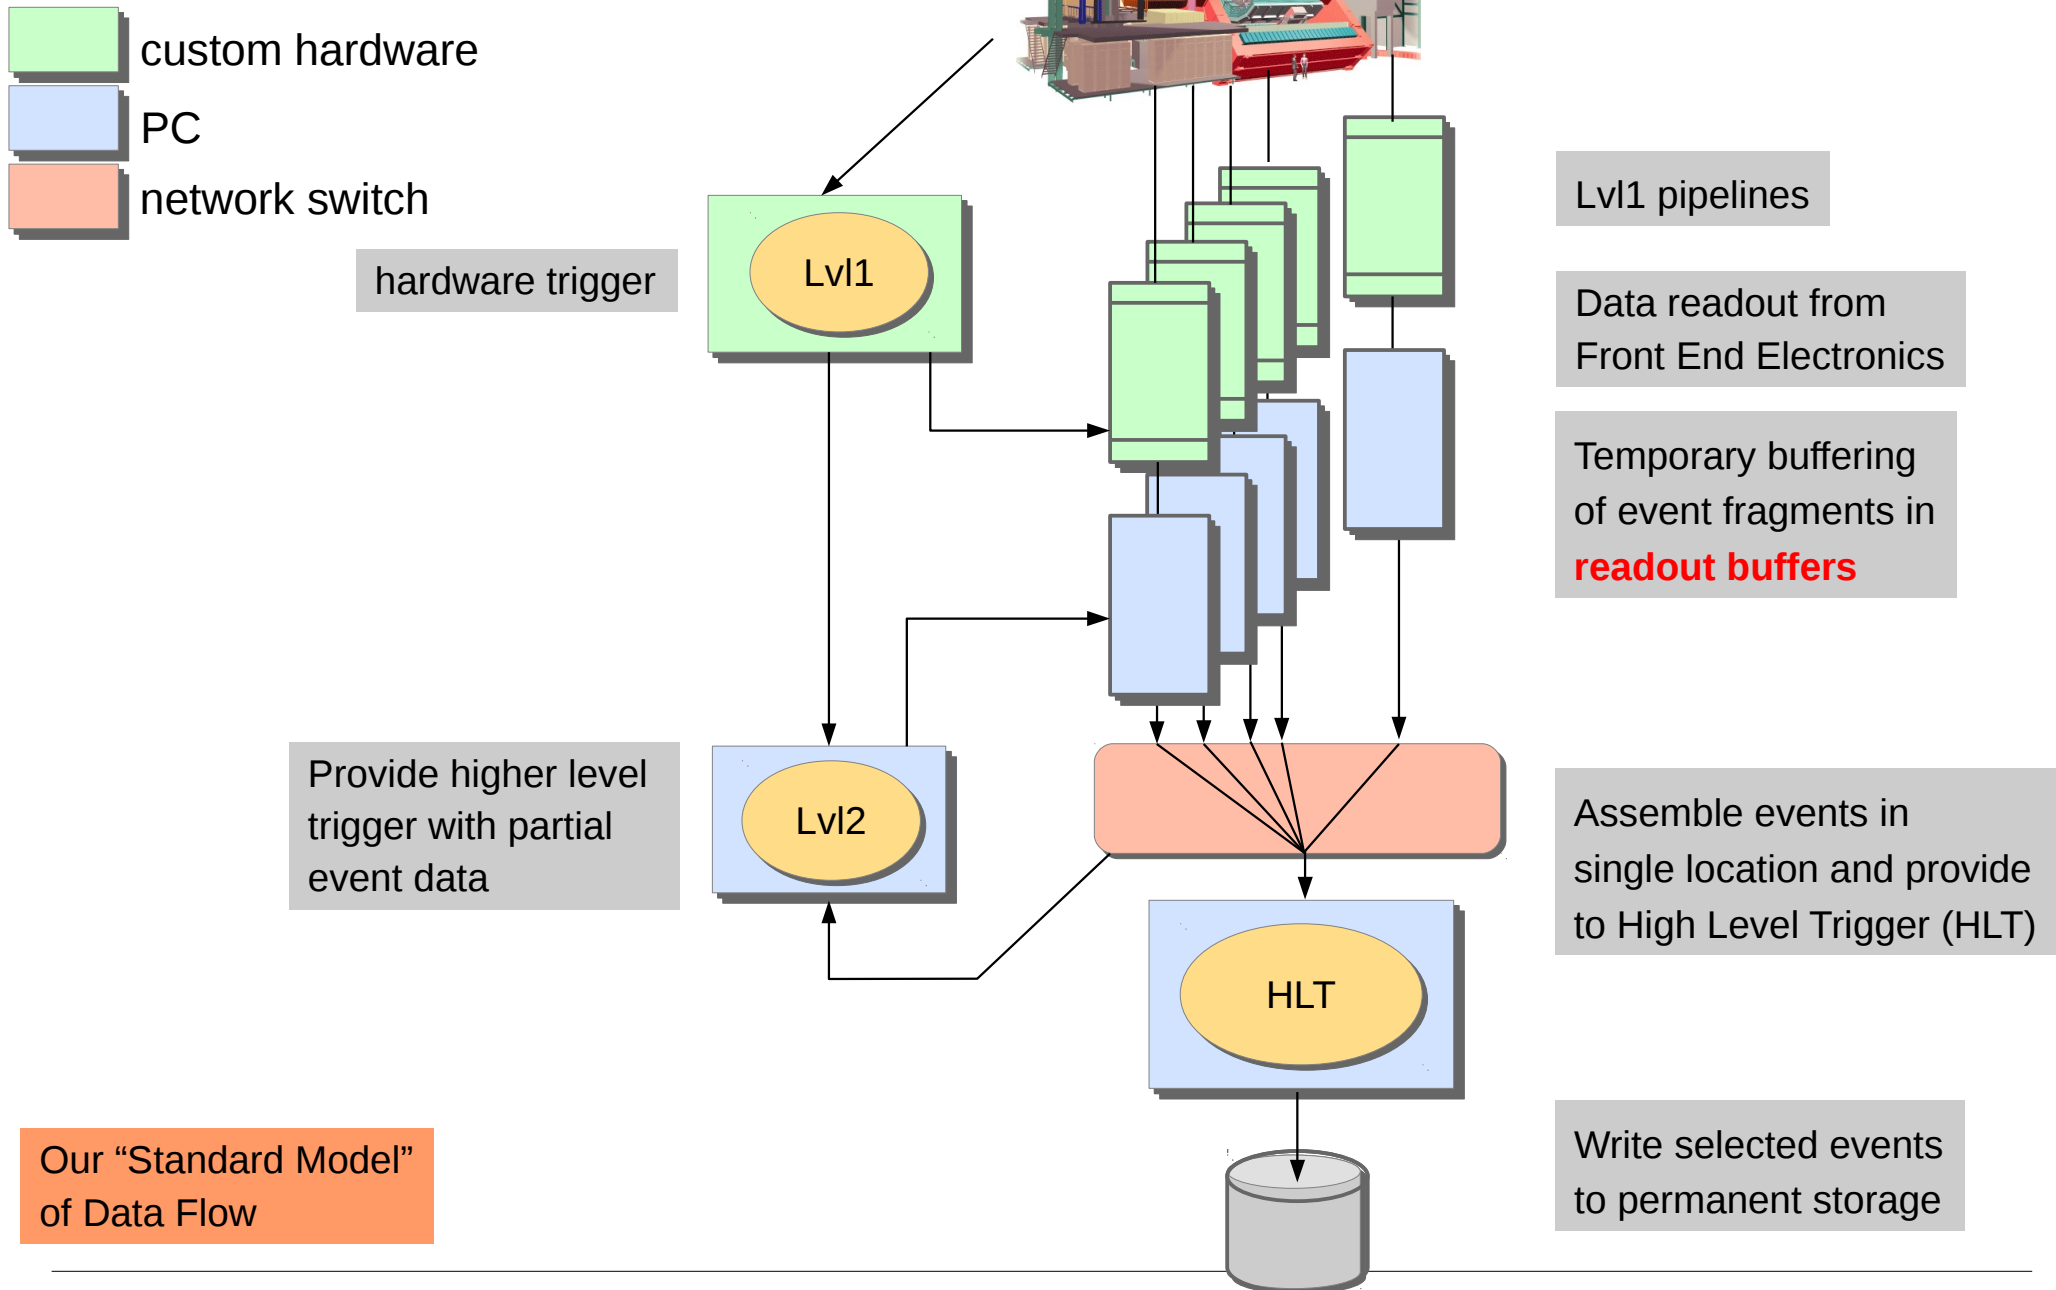 custom hardware
PC
network switch
hardware trigger
Lvl1
Lvl1 pipelines
Data readout from
Front End Electronics
Temporary buffering
of event fragments in
readout buffers
Provide higher level
trigger with partial
event data
Lvl2
Assemble events in
single location and provide
to High Level Trigger (HLT)
HLT
Our “Standard Model”
of Data Flow
Write selected events
to permanent storage